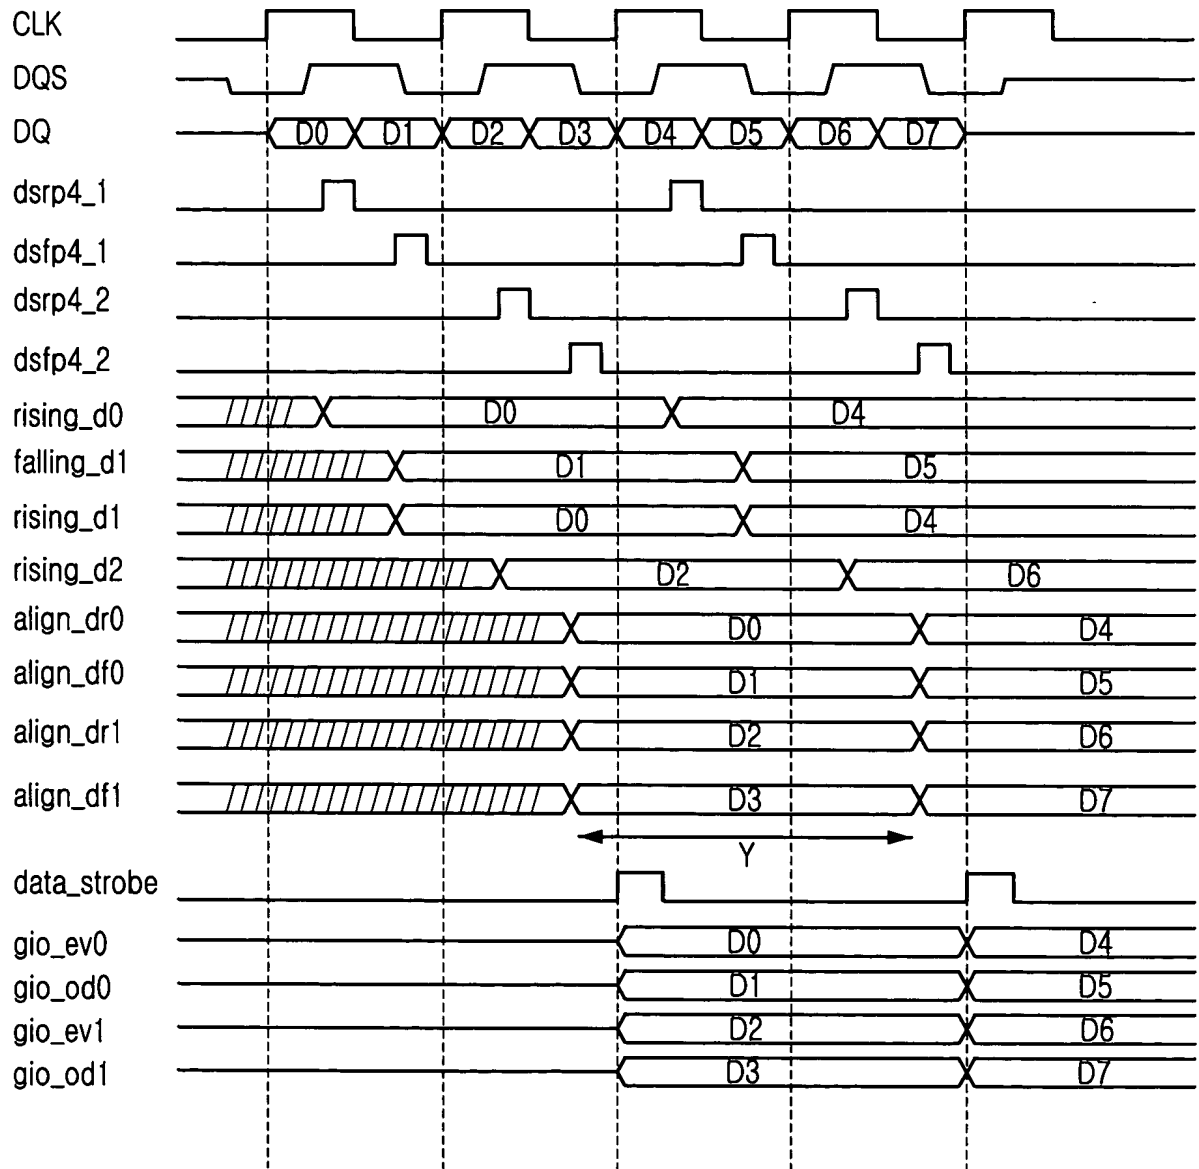 CLK
DQS
DQ D0 D1 D2 D3 D4 D5 D6 D7
dsrp4_1
dsfp4_1
dsrp4_2
dsfp4_2
rising_d0 D0 D4
falling_d1 D1 D5
rising_d1 D0 D4
rising_d2 D2 D6
align_dr0 D0 D4
align_df0 D1 D5
align_dr1 D2 D6
align_df1 D3 D7
Y
data_strobe
gio_ev0 D0 D4
gio_od0 D1 D5
gio_ev1 D2 D6
gio_od1 D3 D7